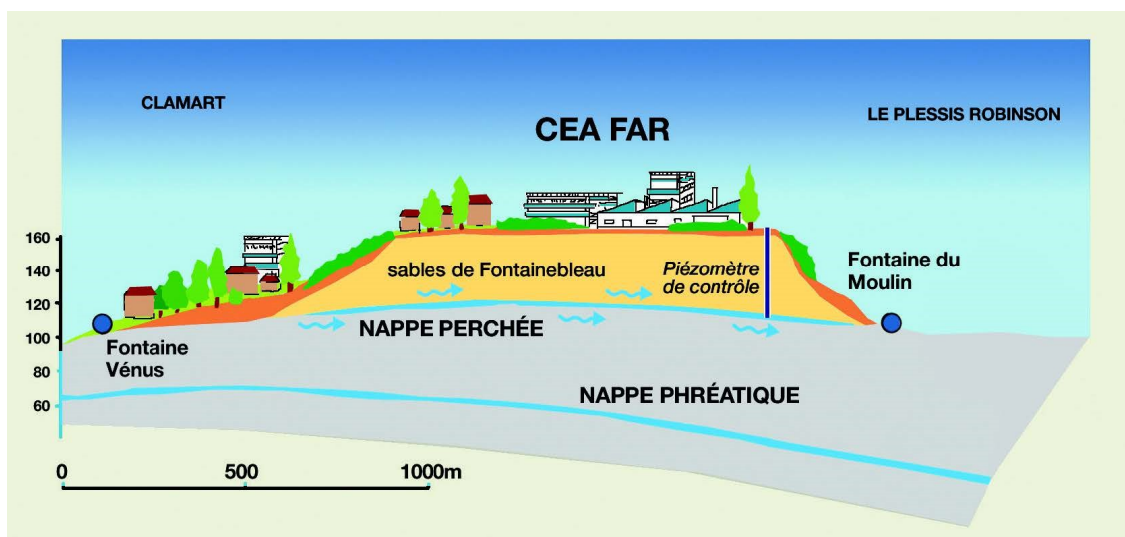 CLAMART
LE PLESSIS ROBINSON
CEA FAR
160
140
120
100
80
60
sables de Fontainebleau
Piézomètre
de contrôle
Fontaine du
Moulin
NAPPE PERCHÉE
Fontaine
Vénus
NAPPE PHRÉATIQUE
0
500
1000m